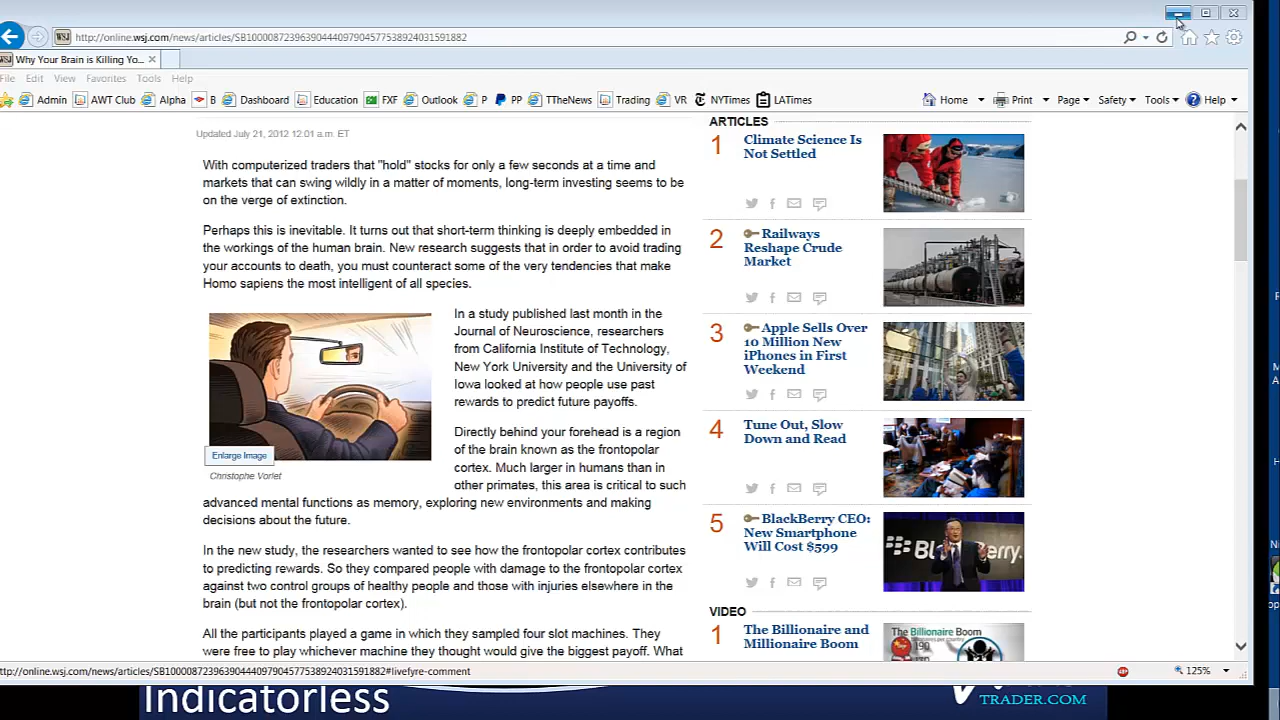 http://online.wsj.com/news/articles/SB10000872396390444097904577538924031591882
WSJ Why Your Brain is Killing Yo...
File Edit View Favorites Tools Help
Admin AWT Club Alpha B Dashboard Education FXF Outlook P PP TTheNews Trading VR NYTimes LATimes
Home Print Page Safety Tools Help
Updated July 21, 2012 12:01 a.m. ET
With computerized traders that "hold" stocks for only a few seconds at a time and
markets that can swing wildly in a matter of moments, long-term investing seems to be
on the verge of extinction.
Perhaps this is inevitable. It turns out that short-term thinking is deeply embedded in
the workings of the human brain. New research suggests that in order to avoid trading
your accounts to death, you must counteract some of the very tendencies that make
Homo sapiens the most intelligent of all species.
In a study published last month in the
Journal of Neuroscience, researchers
from California Institute of Technology,
New York University and the University of
Iowa looked at how people use past
rewards to predict future payoffs.
Enlarge Image
Christophe Vorlet
Directly behind your forehead is a region
of the brain known as the frontopolar
cortex. Much larger in humans than in
other primates, this area is critical to such
advanced mental functions as memory, exploring new environments and making
decisions about the future.
In the new study, the researchers wanted to see how the frontopolar cortex contributes
to predicting rewards. So they compared people with damage to the frontopolar cortex
against two control groups of healthy people and those with injuries elsewhere in the
brain (but not the frontopolar cortex).
All the participants played a game in which they sampled four slot machines. They
were free to play whichever machine they thought would give the biggest payoff. What
ARTICLES
1 Climate Science Is
Not Settled
2 Railways
Reshape Crude
Market
3 Apple Sells Over
10 Million New
iPhones in First
Weekend
4 Tune Out, Slow
Down and Read
5 BlackBerry CEO:
New Smartphone
Will Cost $599
VIDEO
1 The Billionaire and
Millionaire Boom
The Billionaire Boom
190
http://online.wsj.com/news/articles/SB10000872396390444097904577538924031591882#livefyre-comment
125%
Indicatorless
TRADER.COM